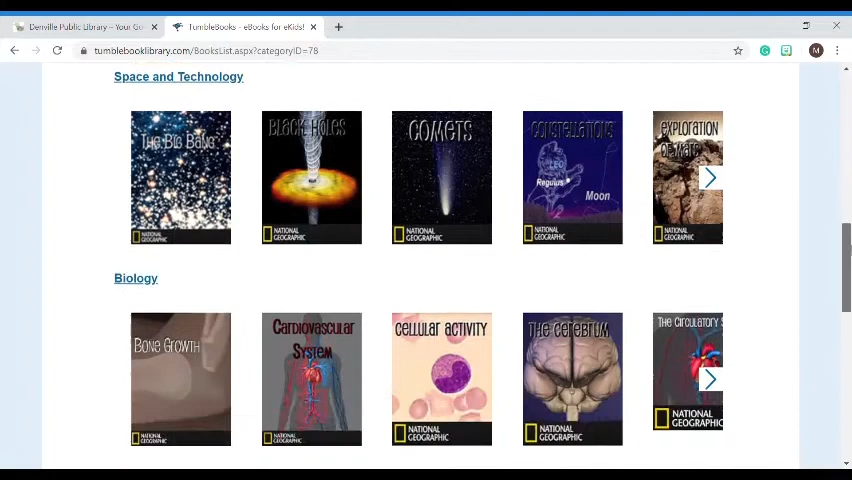 Denville Public Library – Your Go
TumbleBooks - eBooks for eKids!
tumblebooklibrary.com/BooksList.aspx?categoryID=78
M
Space and Technology
The Big Bang
BLACK HOLES
COMETS
CONSTELLATIONS
EXPLORATION
OF MARS
LEO
Regulus
Moon
NATIONAL
GEOGRAPHIC
NATIONAL
GEOGRAPHIC
NATIONAL
GEOGRAPHIC
NATIONAL
GEOGRAPHIC
NATIONAL
GEOGRAPHIC
Biology
Bone Growth
Cardiovascular
System
Cellular Activity
The Cerebrum
The Circulatory S
NATIONAL
GEOGRAPHIC
NATIONAL
GEOGRAPHIC
NATIONAL
GEOGRAPHIC
NATIONAL
GEOGRAPHIC
NATIONAL
GEOGRAPHIC